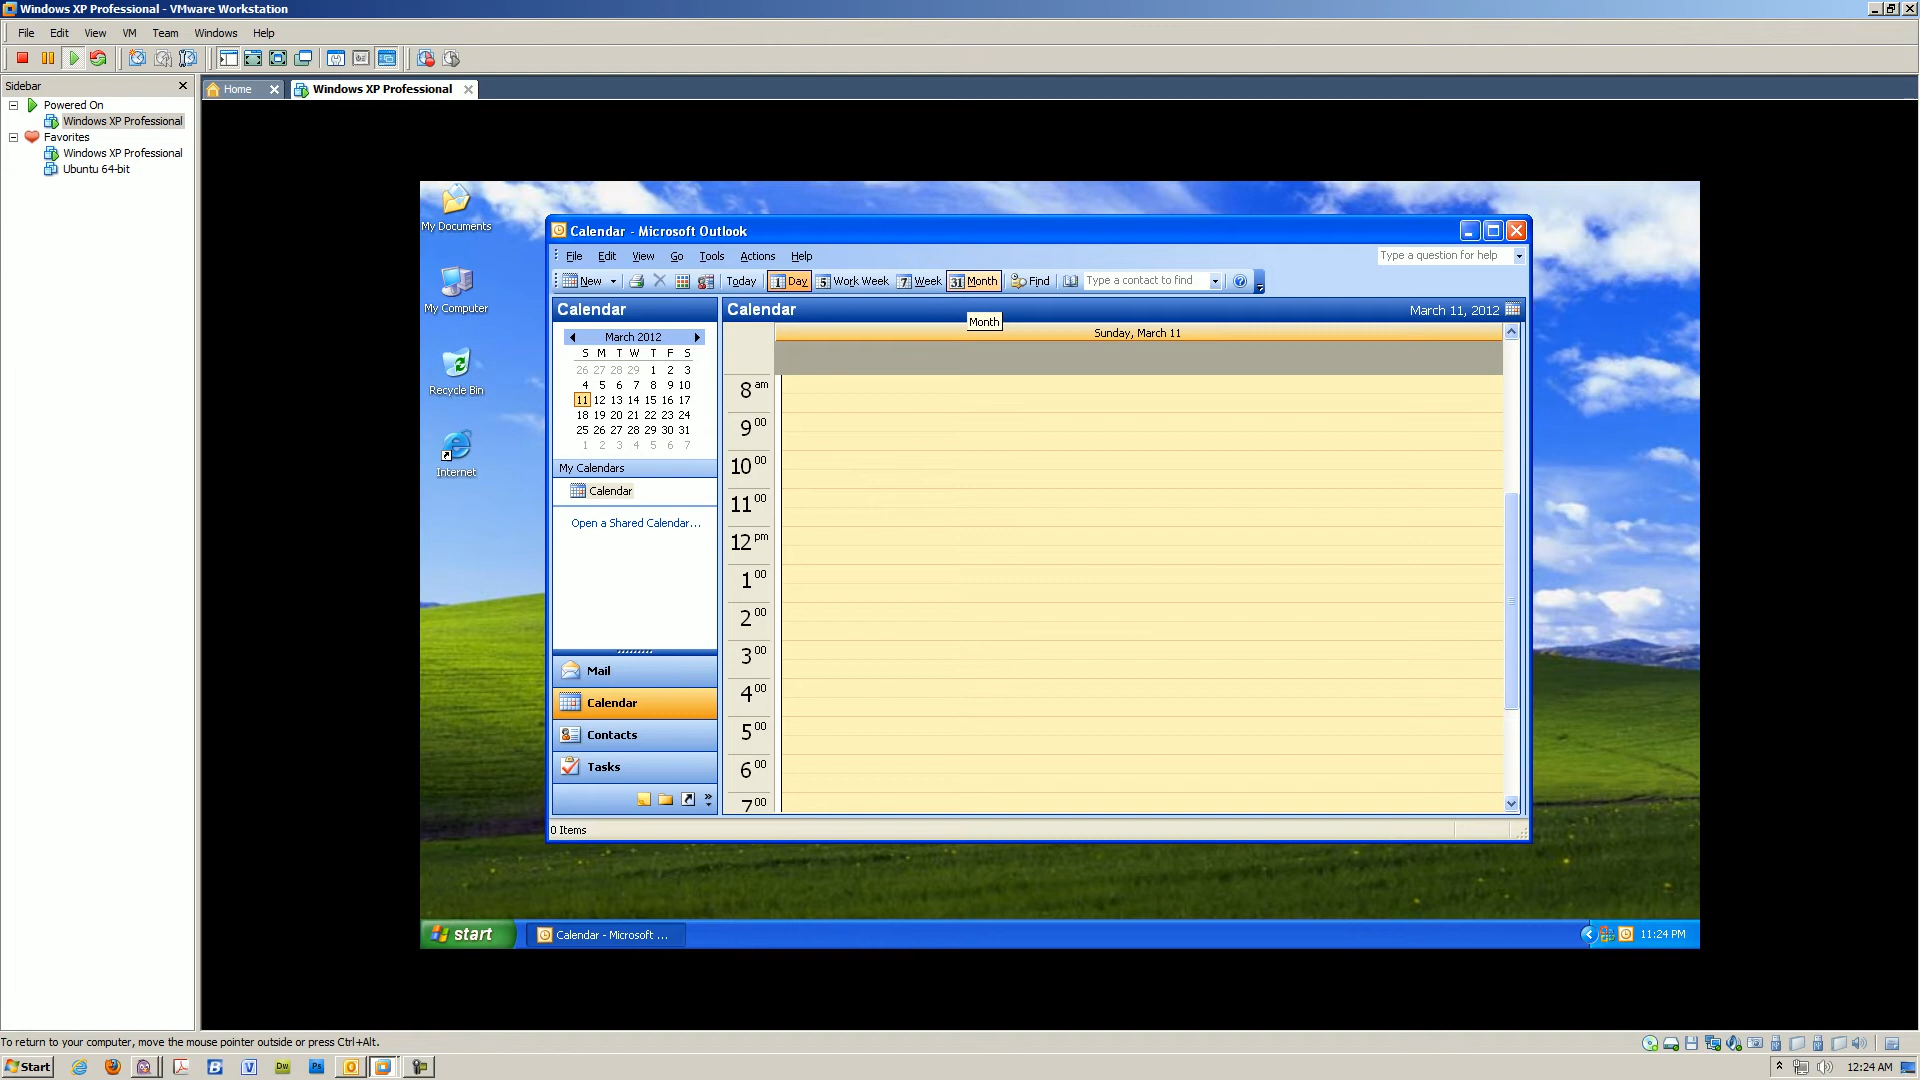 Windows XP Professional - VMware Workstation
File Edit View VM Team Windows Help
Sidebar
Home
Windows XP Professional
Powered On
Windows XP Professional
Favorites
Windows XP Professional
Ubuntu 64-bit
My Documents
My Computer
Recycle Bin
Internet
Calendar - Microsoft Outlook
File Edit View Go Tools Actions Help
Type a question for help
New
Today
1 Day
5 Work Week
7 Week
31 Month
Find
Type a contact to find
Calendar
March 2012
S M T W T F S
26 27 28 29 1 2 3
4 5 6 7 8 9 10
11 12 13 14 15 16 17
18 19 20 21 22 23 24
25 26 27 28 29 30 31
1 2 3 4 5 6 7
My Calendars
Calendar
Open a Shared Calendar...
Mail
Calendar
Contacts
Tasks
Calendar
March 11, 2012
Month
Sunday, March 11
8 am
9 00
10 00
11 00
12 pm
1 00
2 00
3 00
4 00
5 00
6 00
7 00
0 Items
start
Calendar - Microsoft ...
11:24 PM
To return to your computer, move the mouse pointer outside or press Ctrl+Alt.
Start
B
V
Dw
Ps
12:24 AM